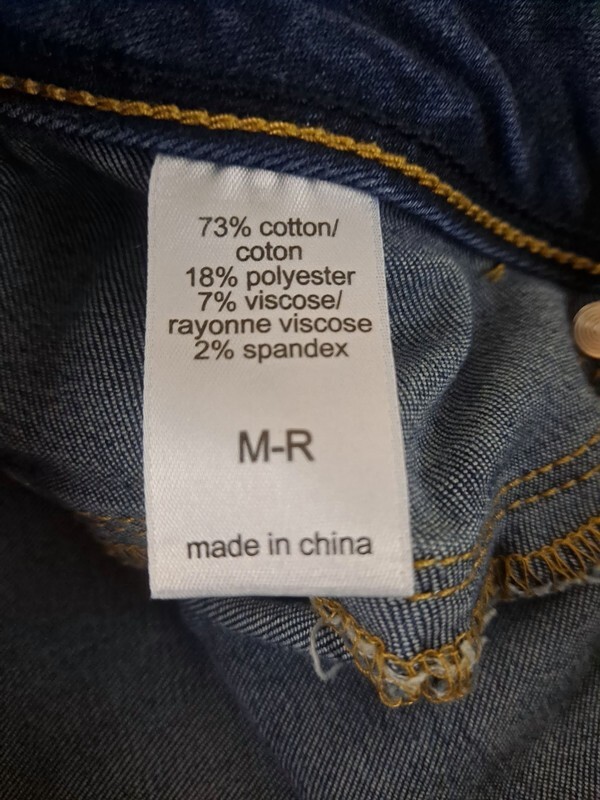 73% cotton/
coton
18% polyester
7% viscose/
rayonne viscose
2% spandex
M-R
made in china